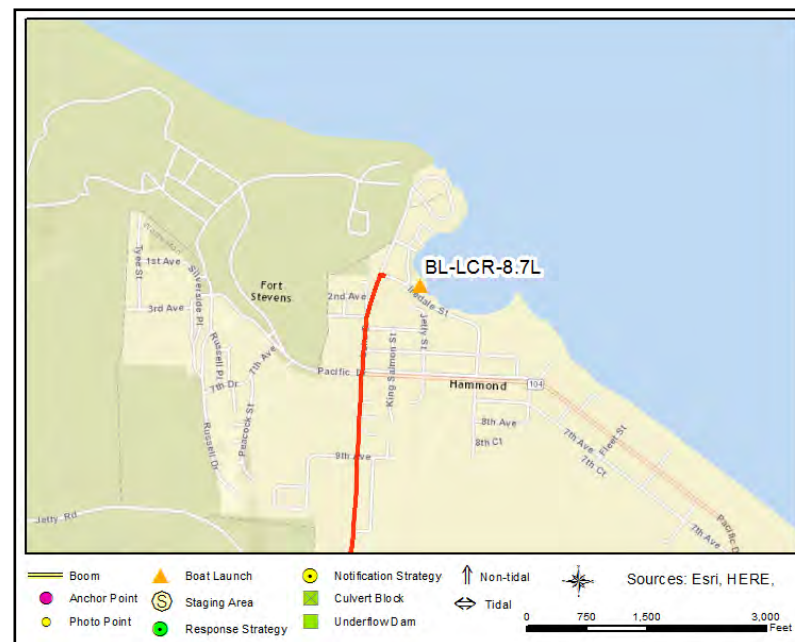 BL-LCR-8.7L
Tyee St
1st Ave
Silverside Pl
Fort
Stevens
2nd Ave
Iredale St
3rd Ave
Jetty St
King Salmon St
7th Ave
Russell Pl
7th Dr
Pacific D
Hammond
104
Peacock St
Russell Dr
8th Ave
8th Ct
7th Ave
Fleet St
7th Ct
9th Ave
Jetty Rd
7th Ave
Pacific D
Boom
Boat Launch
Notification Strategy
Non-tidal
Sources: Esri, HERE,
Anchor Point
S
Staging Area
Culvert Block
Tidal
Photo Point
Response Strategy
Underflow Dam
0 750 1,500 3,000
Feet